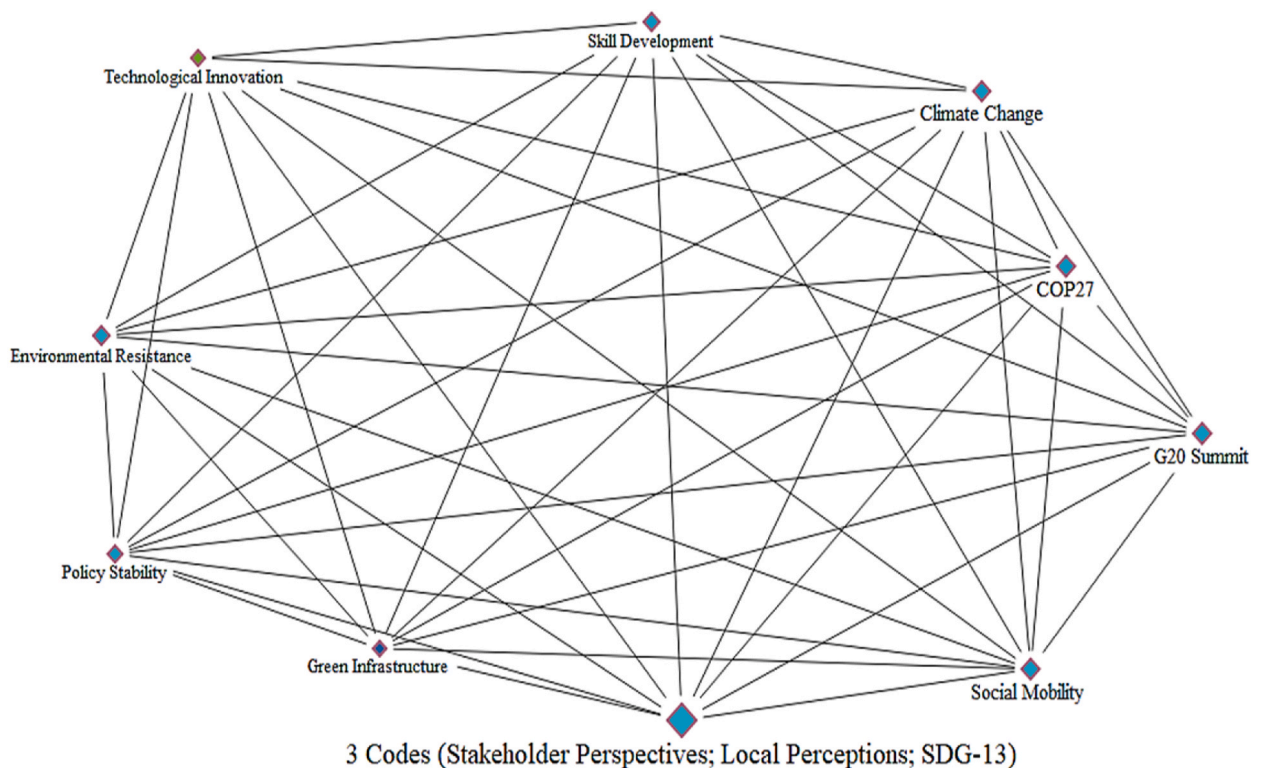 Skill Development
Technological Innovation
Climate Change
COP27
Environmental Resistance
G20 Summit
Policy Stability
Green Infrastructure
Social Mobility
3 Codes (Stakeholder Perspectives; Local Perceptions; SDG-13)